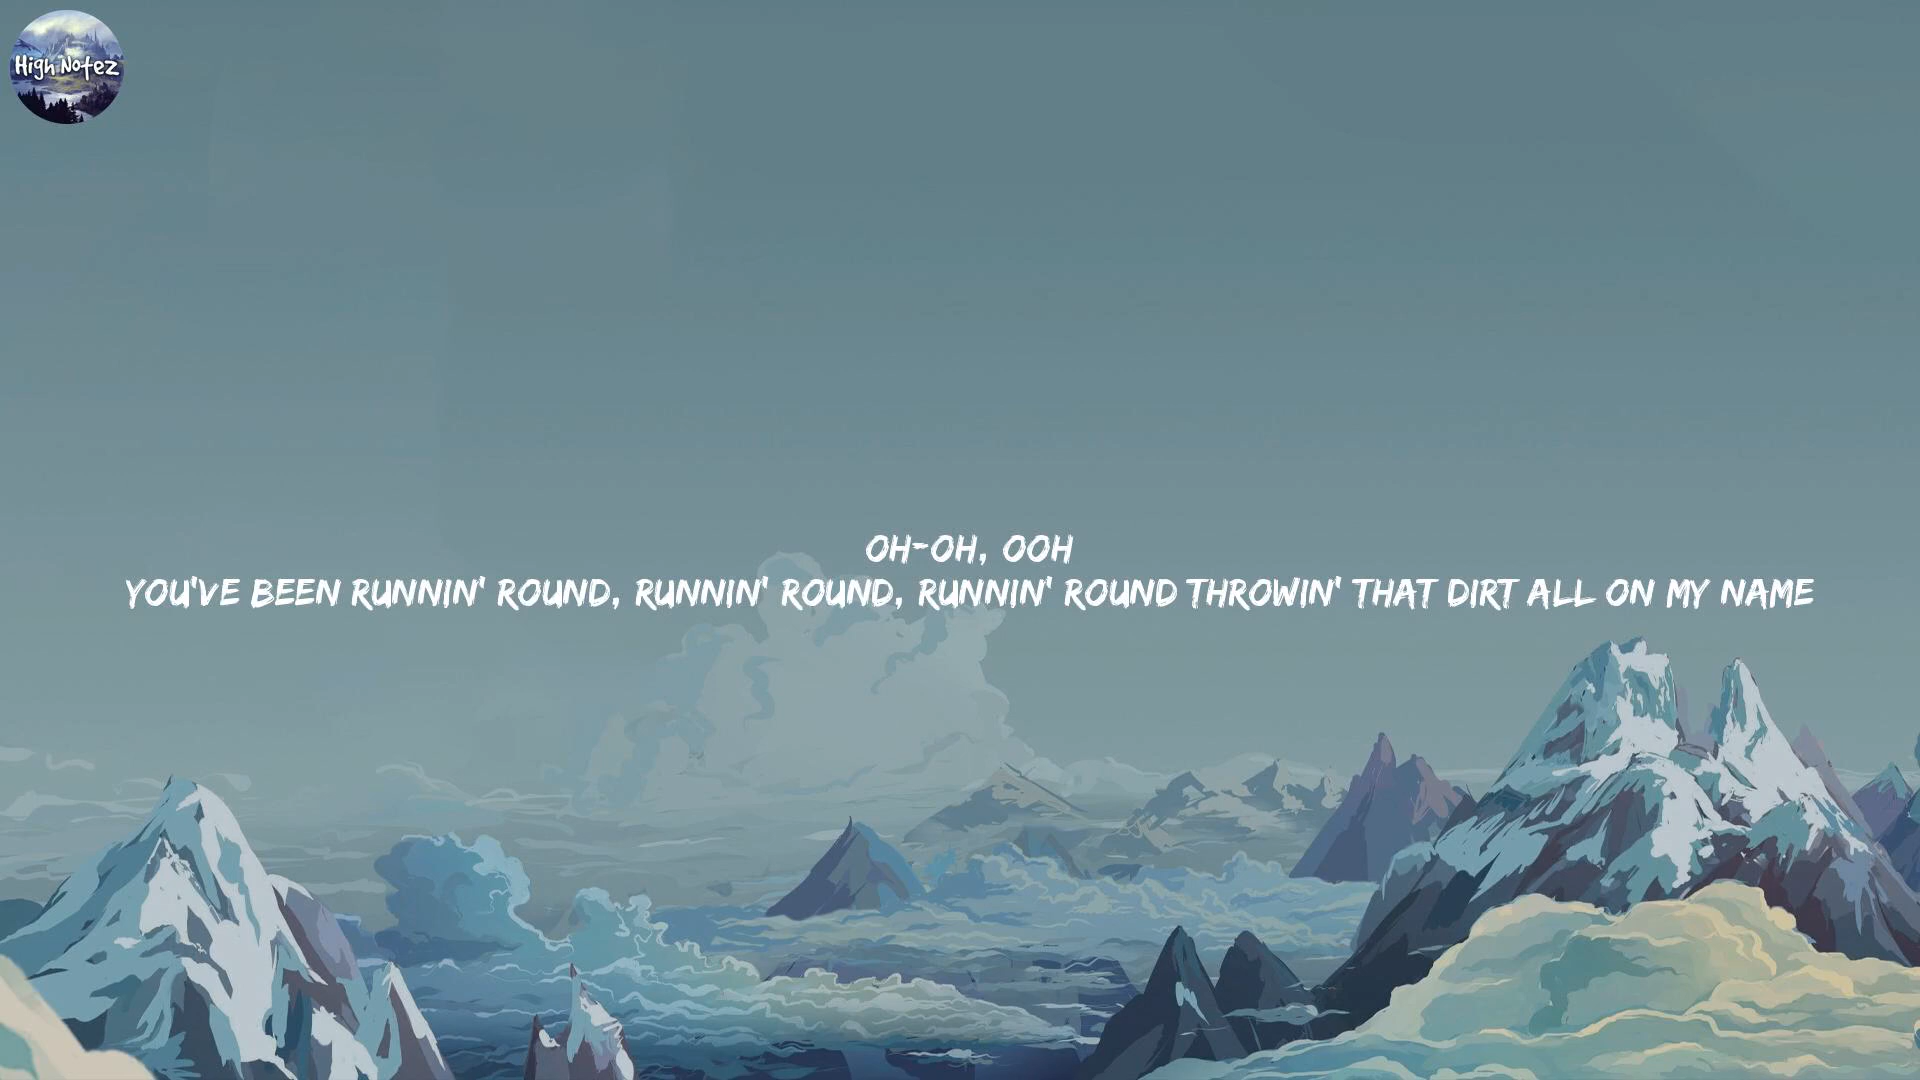 High Notez
OH-OH, OOH
YOU'VE BEEN RUNNIN' ROUND, RUNNIN' ROUND, RUNNIN' ROUND THROWIN' THAT DIRT ALL ON MY NAME